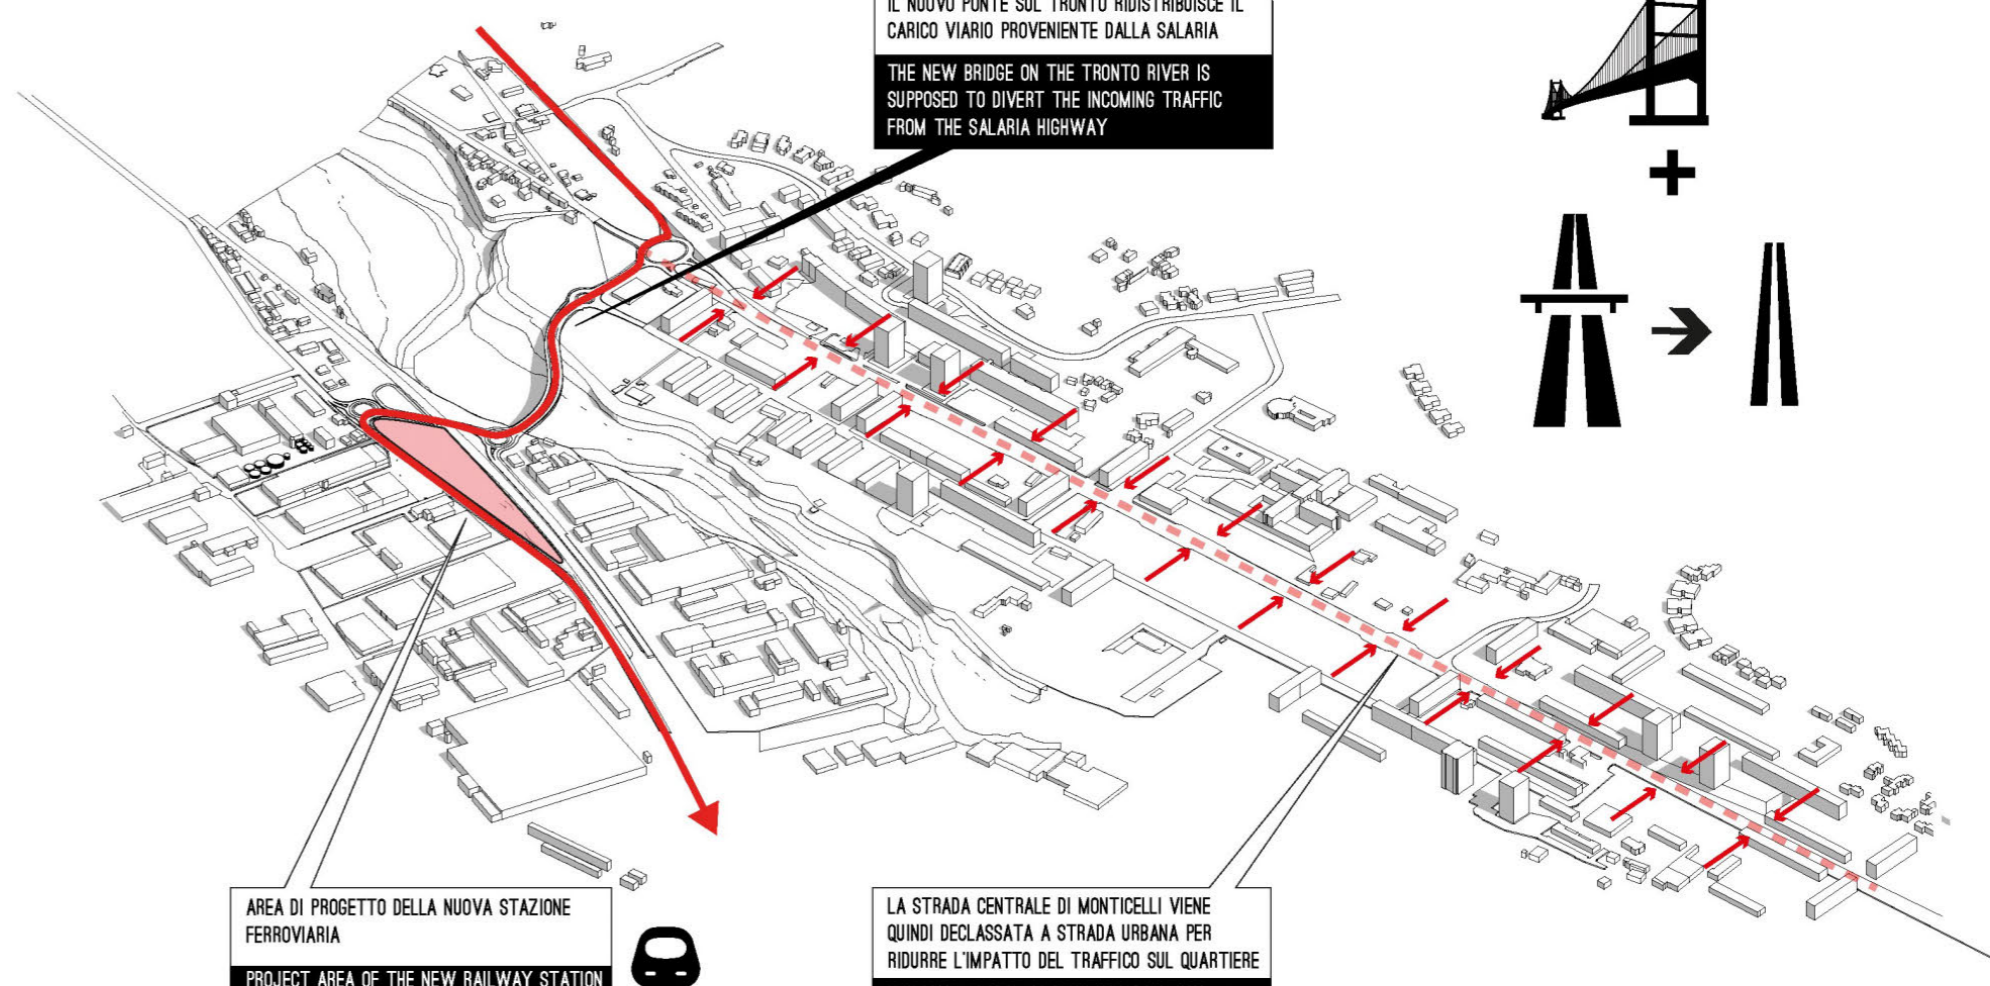 IL NUOVO PONTE SUL TRONTO RIDISTRIBUISCE IL
CARICO VIARIO PROVENIENTE DALLA SALARIA
THE NEW BRIDGE ON THE TRONTO RIVER IS
SUPPOSED TO DIVERT THE INCOMING TRAFFIC
FROM THE SALARIA HIGHWAY
AREA DI PROGETTO DELLA NUOVA STAZIONE
FERROVIARIA
PROJECT AREA OF THE NEW RAILWAY STATION
LA STRADA CENTRALE DI MONTICELLI VIENE
QUINDI DECLASSATA A STRADA URBANA PER
RIDURRE L'IMPATTO DEL TRAFFICO SUL QUARTIERE